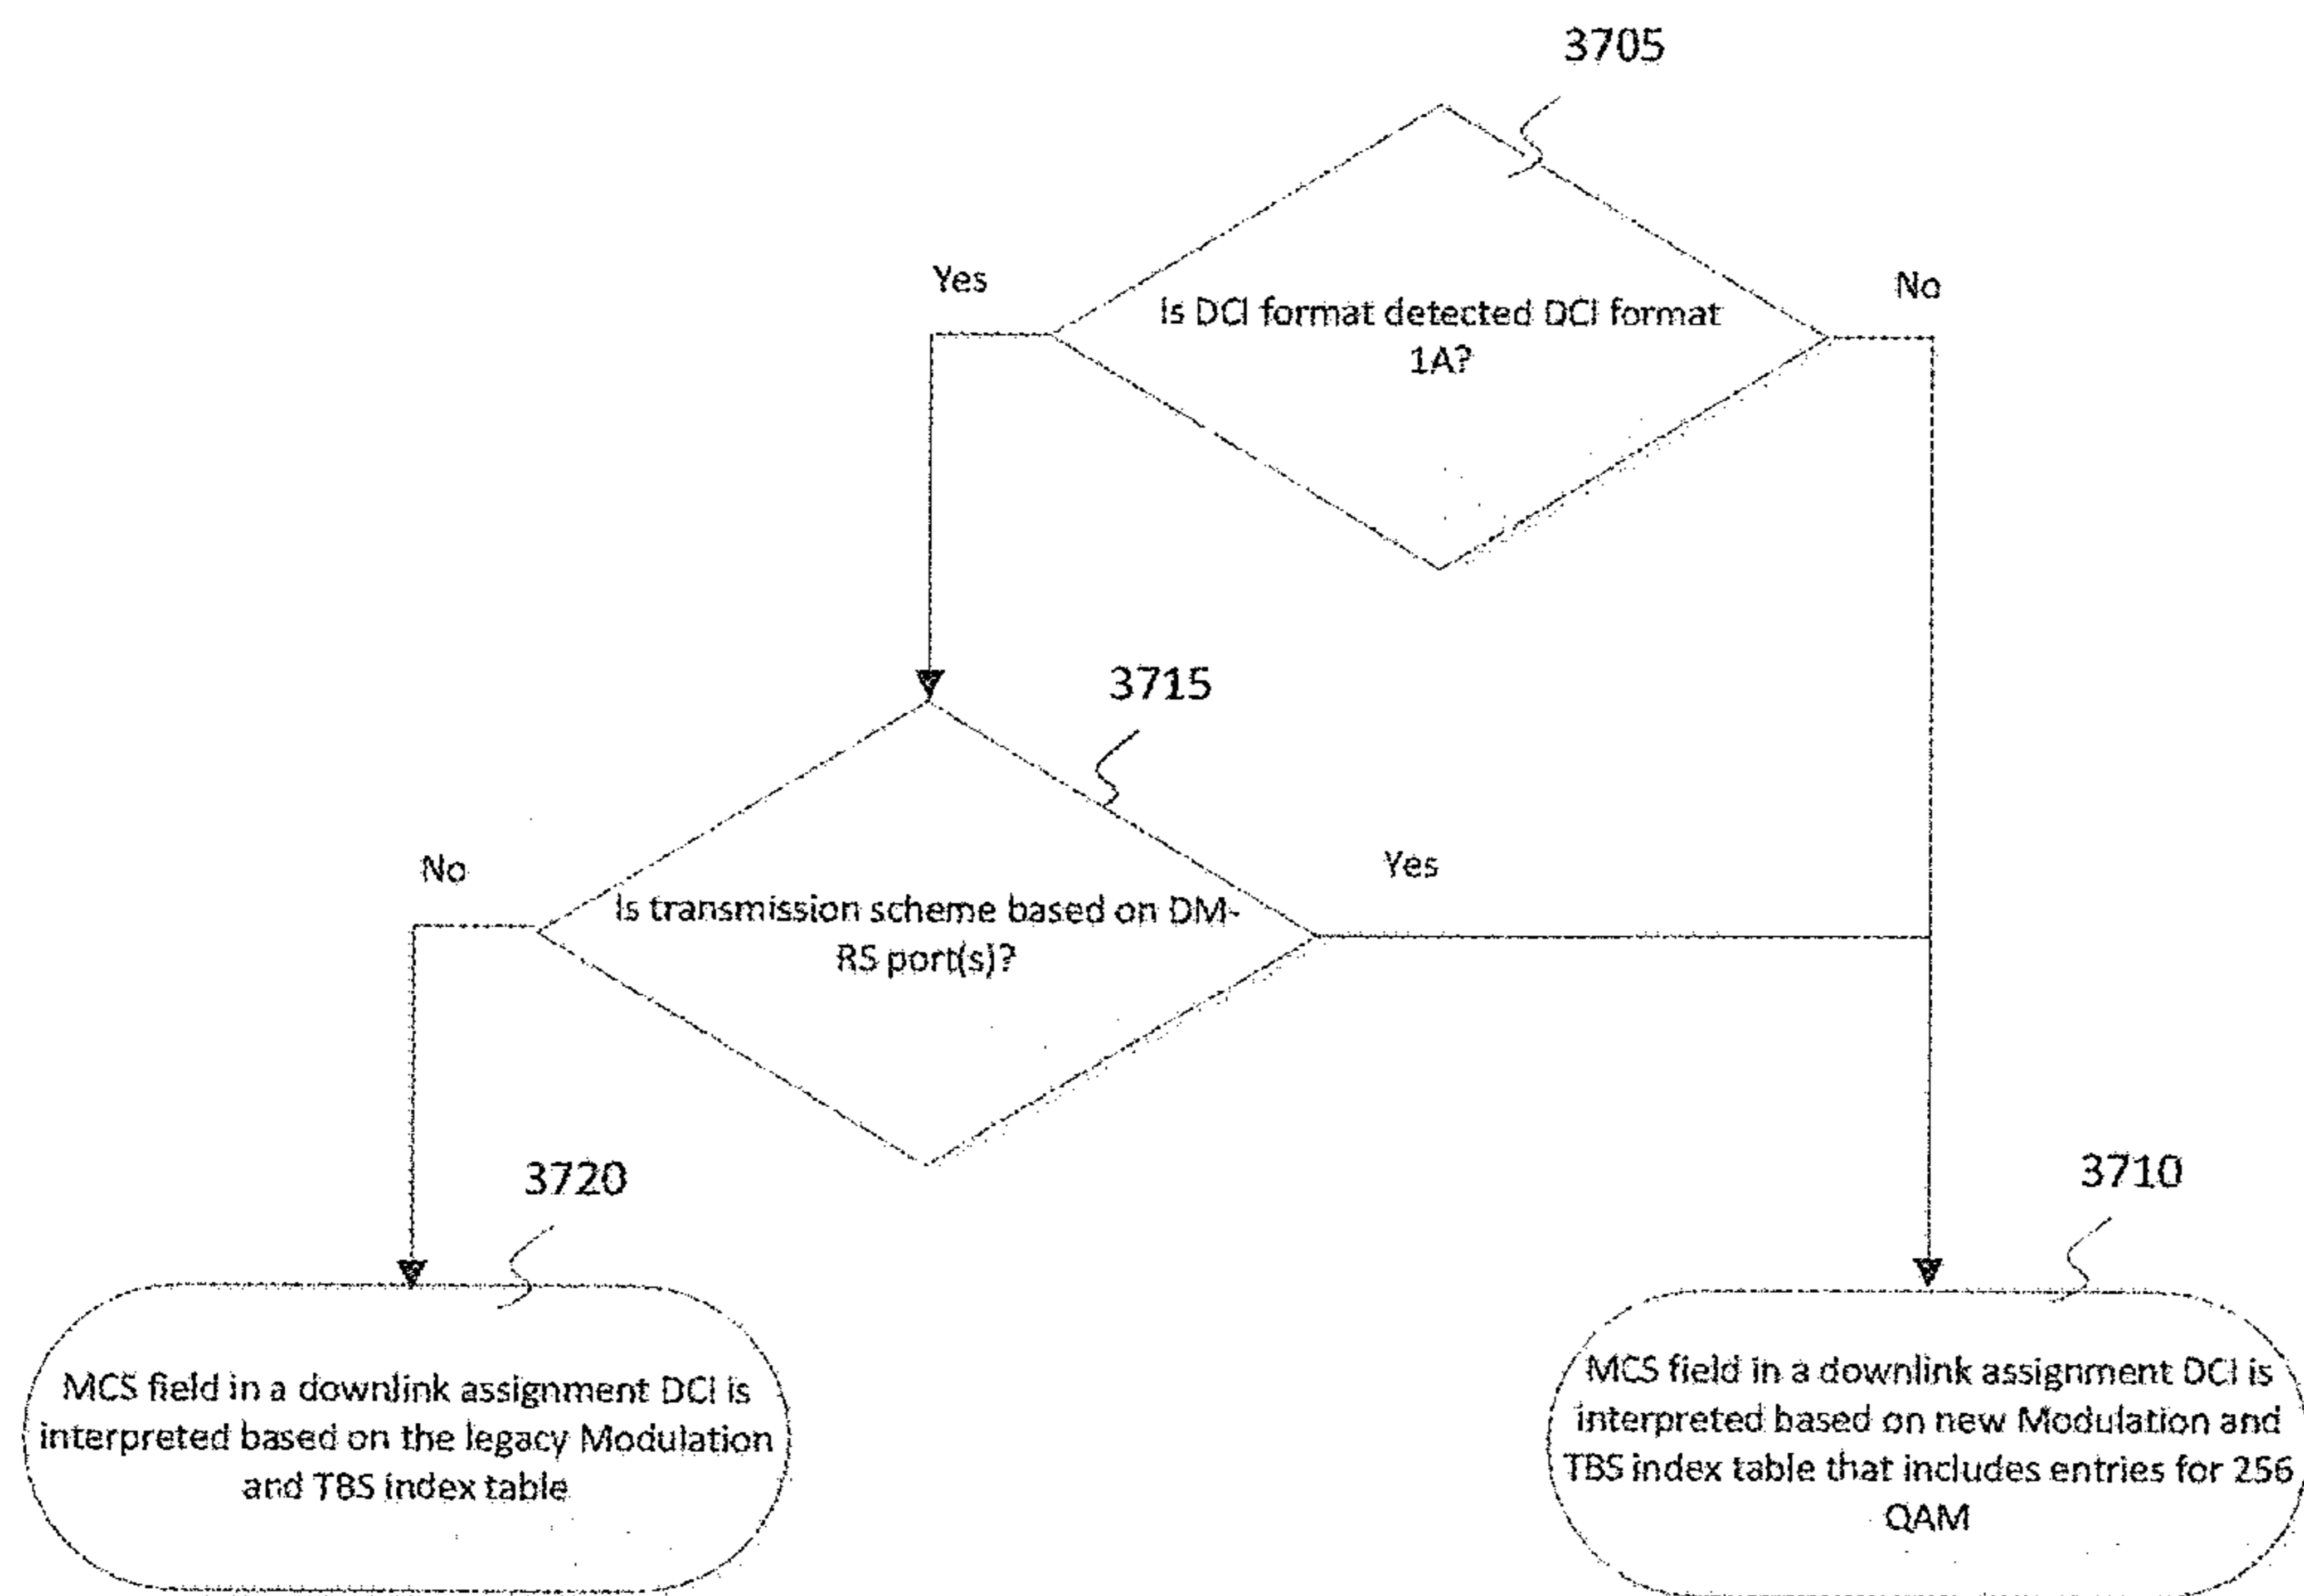 3705
Yes
No
Is DCI format detected DCI format
1A?
3715
No
Yes
Is transmission scheme based on DM-
RS port(s)?
3720
3710
MCS field in a downlink assignment DCI is
interpreted based on the legacy Modulation
and TBS index table
MCS field in a downlink assignment DCI is
interpreted based on new Modulation and
TBS index table that includes entries for 256
QAM